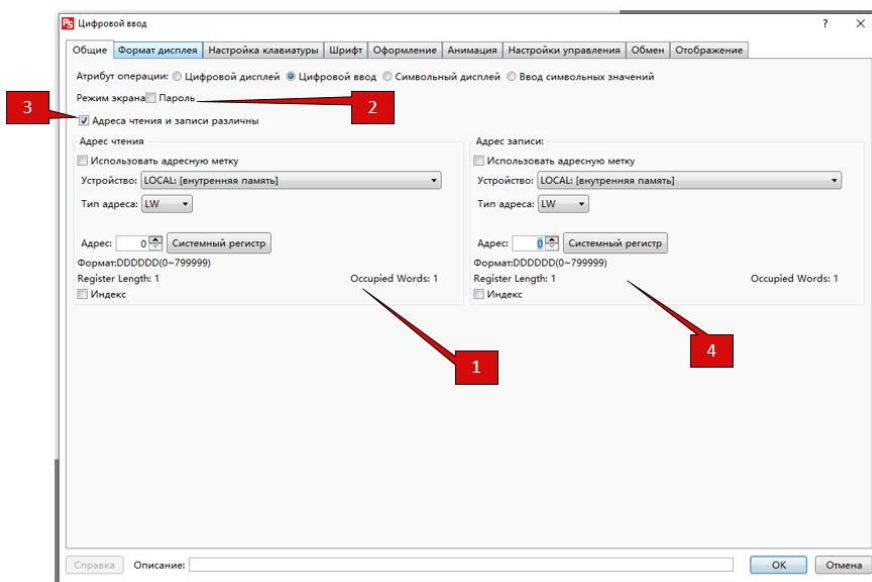 PS Цифровой ввод ? ×
Общие Формат дисплея Настройка клавиатуры Шрифт Оформление Анимация Настройки управления Обмен Отображение
Атрибут операции: Цифровой дисплей Цифровой ввод Символьный дисплей Ввод символьных значений
Режим экрана Пароль
3
2
Адреса чтения и записи различны
Адрес чтения
Использовать адресную метку
Устройство: LOCAL: [внутренняя память]
Тип адреса: LW
Адрес: 0 Системный регистр
Формат:DDDDDD(0~799999)
Register Length: 1 Occupied Words: 1
Индекс
1
Адрес записи:
Использовать адресную метку
Устройство: LOCAL: [внутренняя память]
Тип адреса: LW
Адрес: 0 Системный регистр
Формат:DDDDDD(0~799999)
Register Length: 1 Occupied Words: 1
Индекс
4
Справка Описание: OK Отмена